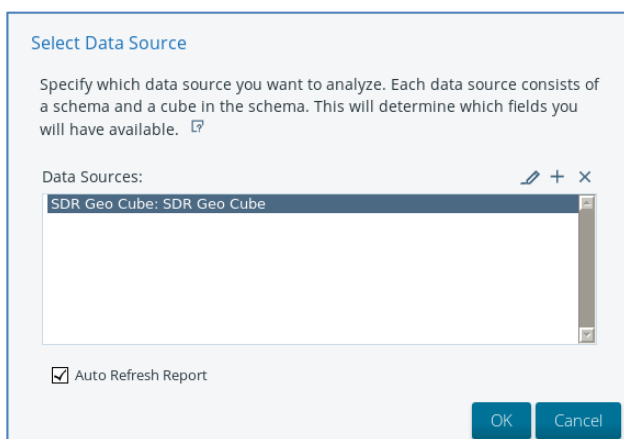 Select Data Source
Specify which data source you want to analyze. Each data source consists of
a schema and a cube in the schema. This will determine which fields you
will have available.
Data Sources:
SDR Geo Cube: SDR Geo Cube
Auto Refresh Report
OK Cancel